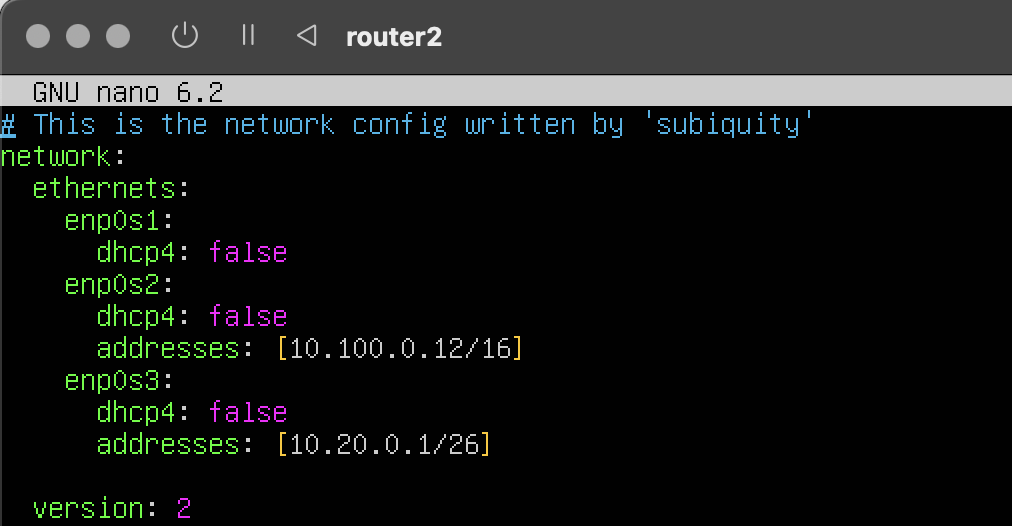 router2
GNU nano 6.2
# This is the network config written by 'subiquity'
network:
  ethernets:
    enp0s1:
      dhcp4: false
    enp0s2:
      dhcp4: false
      addresses: [10.100.0.12/16]
    enp0s3:
      dhcp4: false
      addresses: [10.20.0.1/26]
  version: 2